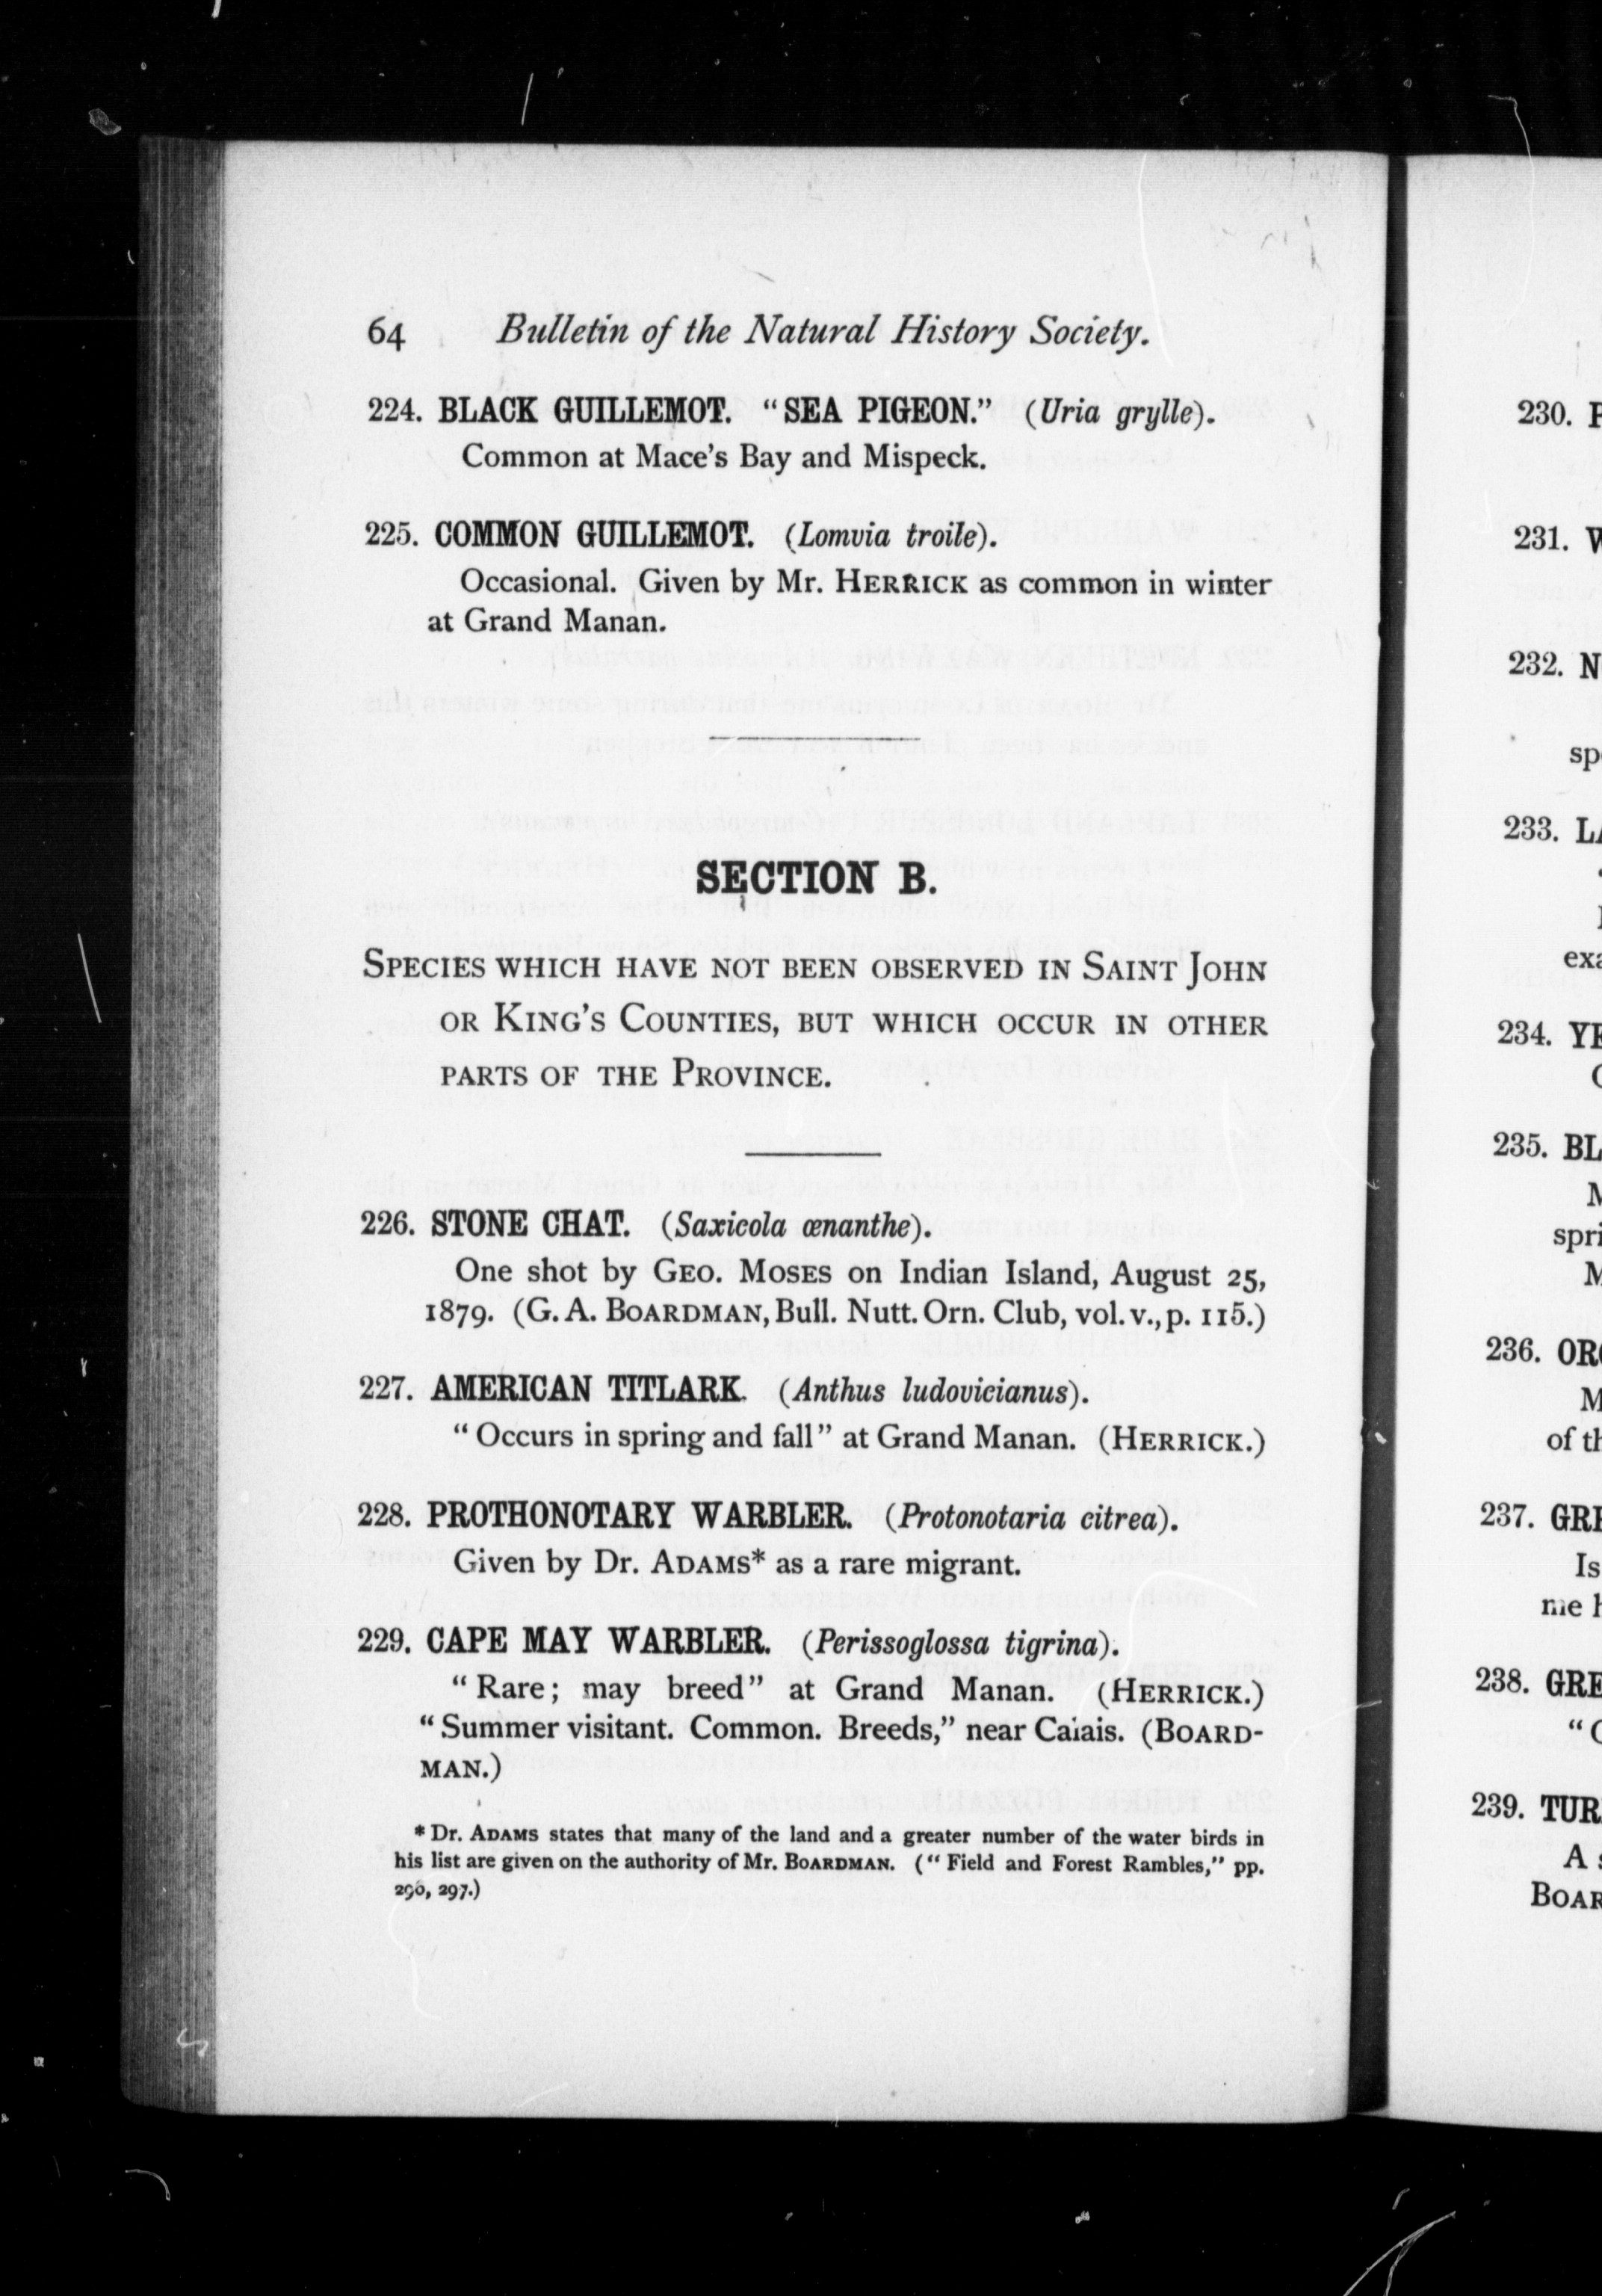 64 Bulletin of the Natural History Society.
224. BLACK GUILLEMOT. “SEA PIGEON.” (Uria grylle).
Common at Mace’s Bay and Mispeck.
225. COMMON GUILLEMOT. (Lomvia troile).
Occasional. Given by Mr. HERRICK as common in winter
at Grand Manan.
SECTION B.
SPECIES WHICH HAVE NOT BEEN OBSERVED IN SAINT JOHN
OR KING’S COUNTIES, BUT WHICH OCCUR IN OTHER
PARTS OF THE PROVINCE.
226. STONE CHAT. (Saxicola œnanthe).
One shot by GEO. MOSES on Indian Island, August 25,
1879. (G. A. BOARDMAN, Bull. Nutt. Orn. Club, vol. v., p. 115.)
227. AMERICAN TITLARK. (Anthus ludovicianus).
“Occurs in spring and fall” at Grand Manan. (HERRICK.)
228. PROTHONOTARY WARBLER. (Protonotaria citrea).
Given by Dr. ADAMS* as a rare migrant.
229. CAPE MAY WARBLER. (Perissoglossa tigrina).
“Rare; may breed” at Grand Manan. (HERRICK.)
“Summer visitant. Common. Breeds,” near Calais. (BOARD-
MAN.)
* Dr. ADAMS states that many of the land and a greater number of the water birds in
his list are given on the authority of Mr. BOARDMAN. (“Field and Forest Rambles,” pp.
296, 297.)
230.
231.
232.
233.
234.
235.
236.
of
237.
Is
me
238.
239.
A